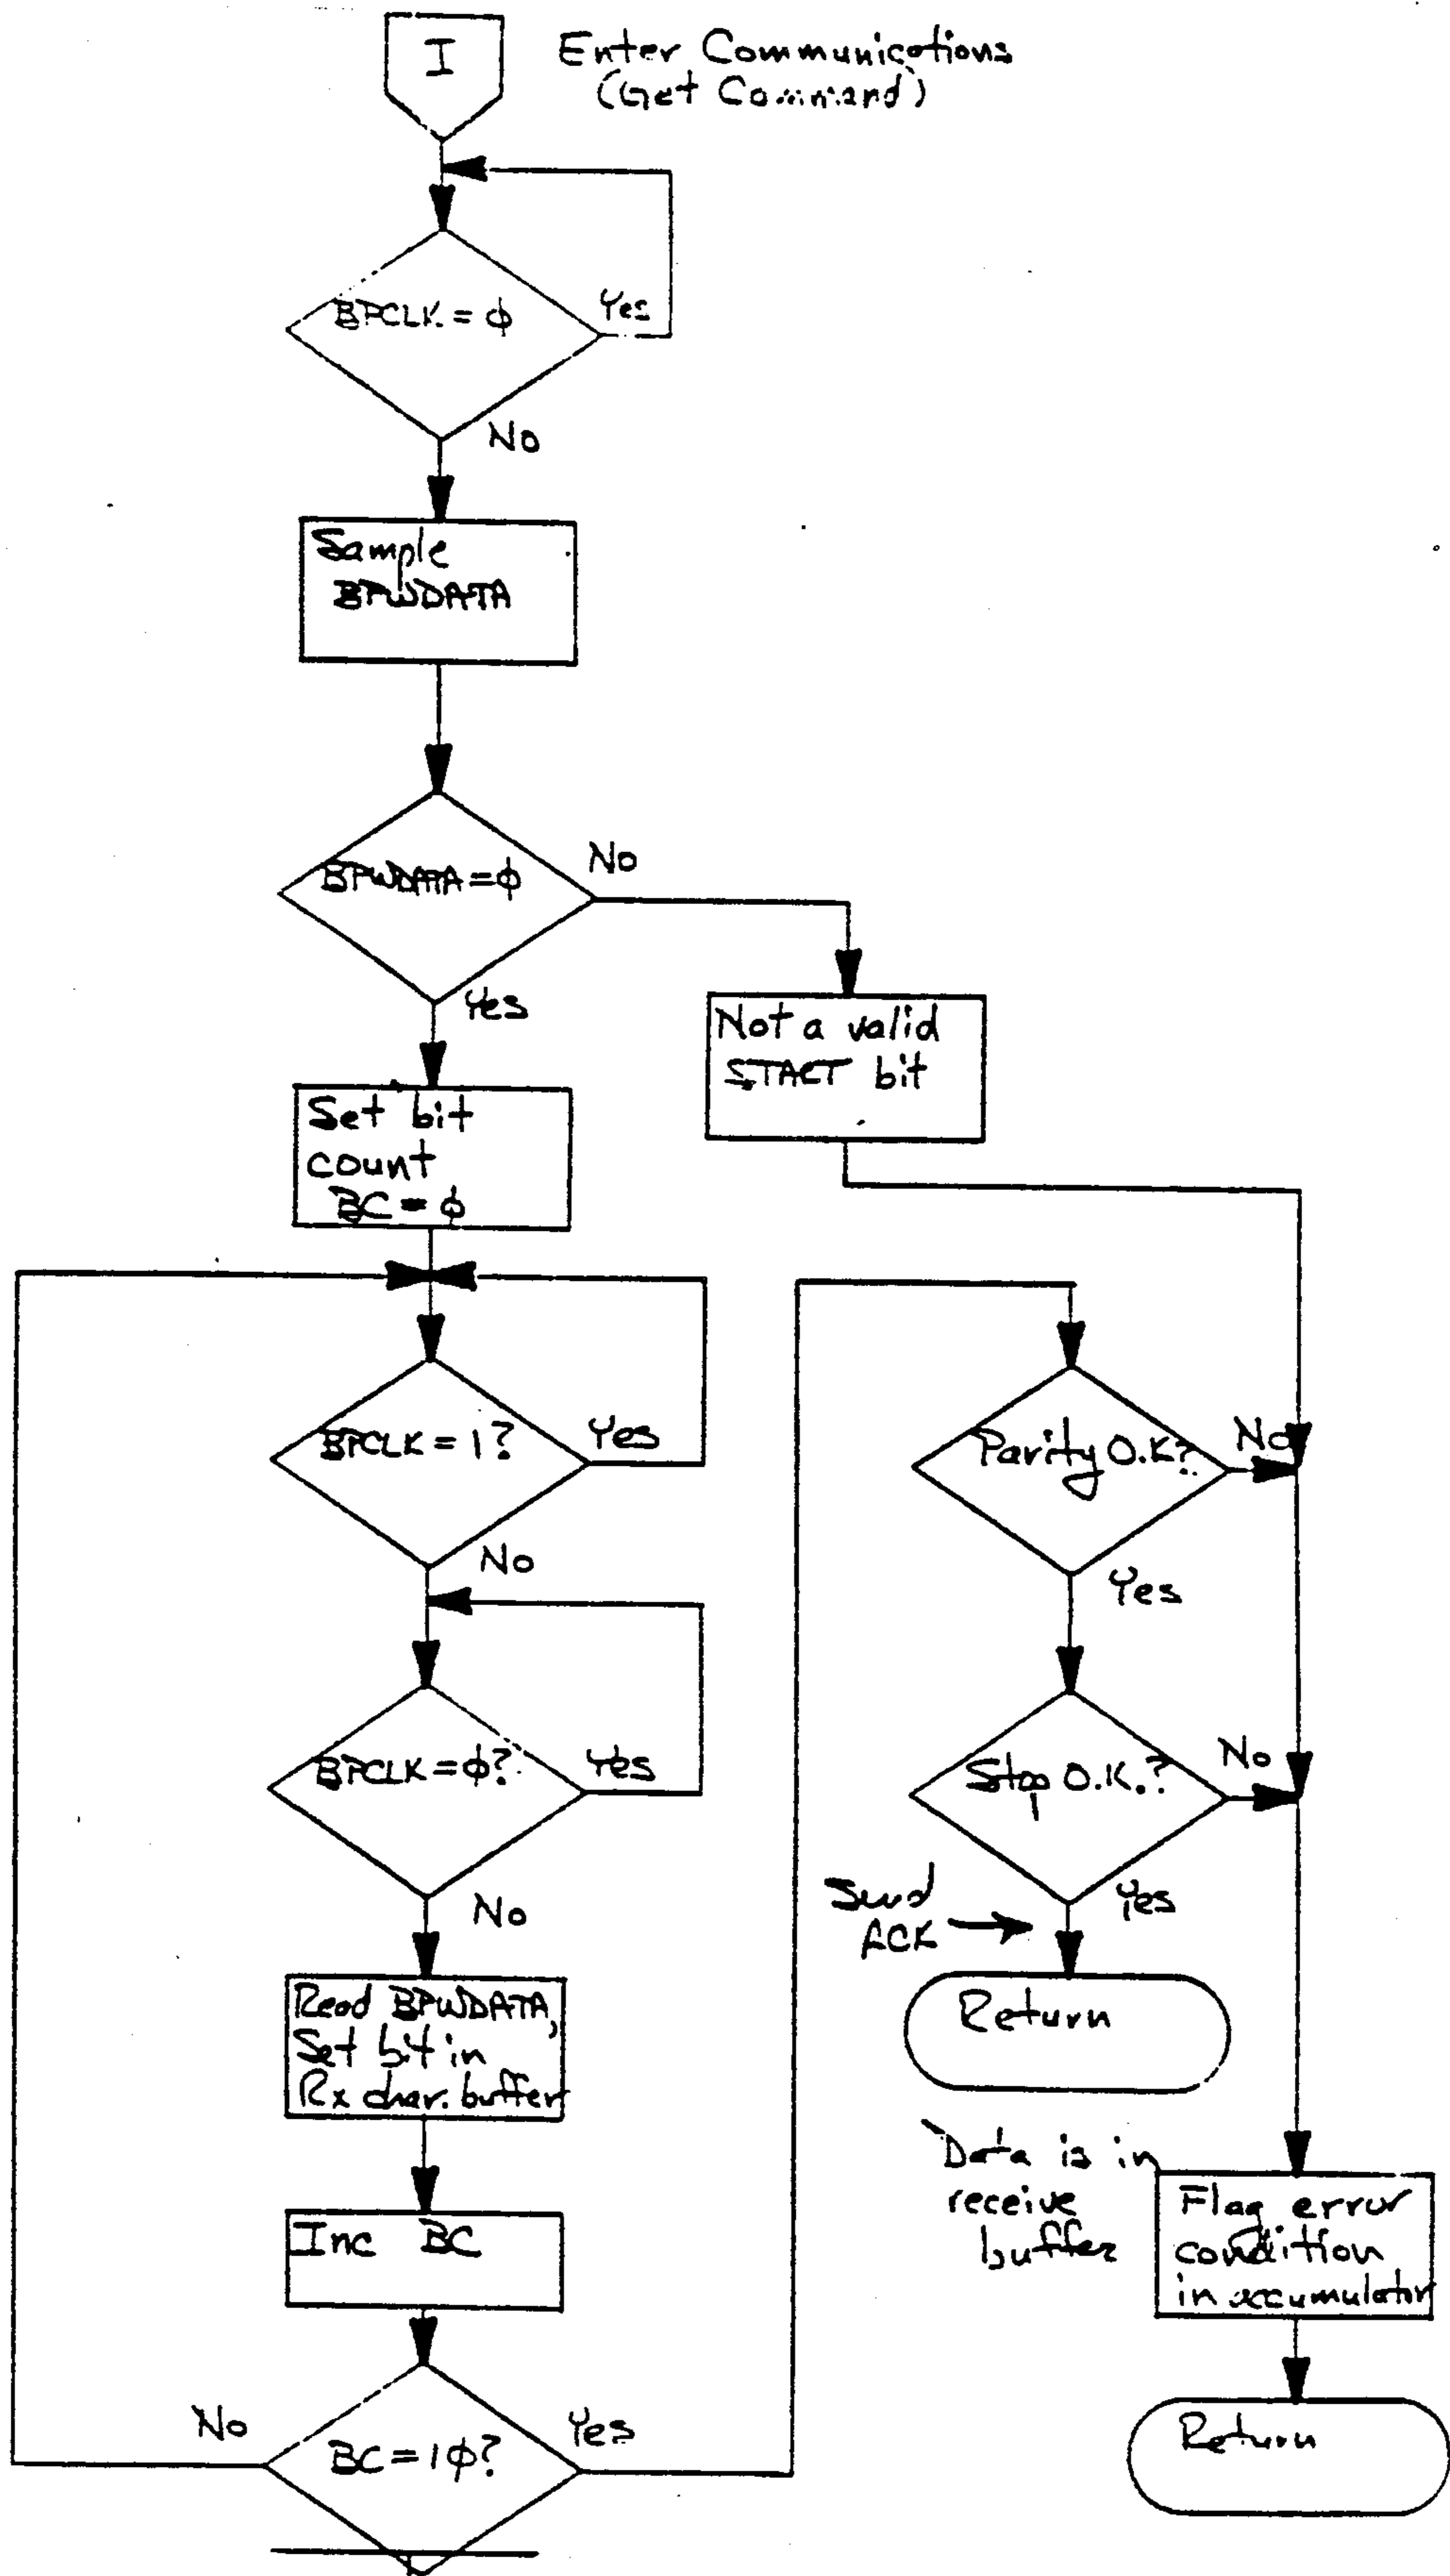 I
Enter Communications
(Get Command)
BPCLK = ϕ
Yes
No
Sample
BPWDATA
BPWDATA = ϕ
No
Yes
Not a valid
START bit
Set bit
count
BC = ϕ
BPCLK = 1?
Yes
No
BPCLK = ϕ?
Yes
No
Read BPWDATA,
Set bit in
Rx char. buffer
Inc BC
BC = 1ϕ?
No
Yes
Parity O.K?
No
Yes
Stop O.K.?
No
Yes
Send
ACK
Return
Data is in
receive
buffer
Flag error
condition
in accumulator
Return